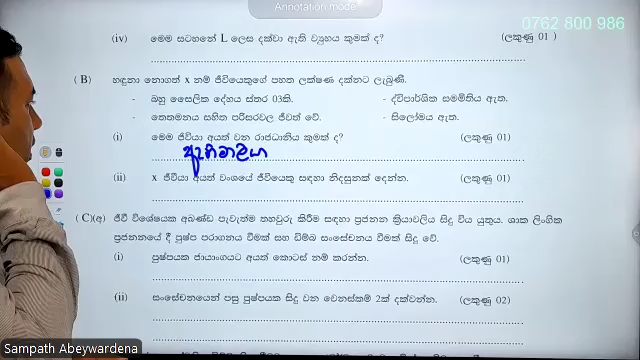 Annotation mode
0762 800 986
(iv) මෙම සටහනේ L ලෙස දක්වා ඇති ව්‍යුහය කුමක් ද? (ලකුණු 01 )
(B) හඳුනා නොගත් x නම් ජීවියෙකුගේ පහත ලක්ෂණ දක්නට ලැබුණි.
- බහු සෛලික දේහය ස්තර 03කි. - ද්විපාර්ශික සමමිතිය ඇත.
- තෙතමනය සහිත පරිසරවල ජීවත් වේ. - සිලෝමය ඇත.
(i) මෙම ජීවියා අයත් වන රාජධානිය කුමක් ද? (ලකුණු 01)
ඇනිමාලියා
(ii) x ජීවියා අයත් වංශයේ ජීවියෙකු සඳහා නිදසුනක් දෙන්න. (ලකුණු 01)
(C)(අ) ජීවී විශේෂයක අඛණ්ඩ පැවැත්ම තහවුරු කිරීම සඳහා ප්‍රජනන ක්‍රියාවලිය සිදු විය යුතුය. ශාක ලිංගික
ප්‍රජනනයේ දී පුෂ්ප පරාගනය වීමක් සහ ඩිම්බ සංසේචනය වීමක් සිදු වේ.
(i) පුෂ්පයක ජායාංගයට අයත් කොටස් නම් කරන්න. (ලකුණු 01)
(ii) සංසේචනයෙන් පසු පුෂ්පයක සිදු වන වෙනස්කම් 2ක් දක්වන්න. (ලකුණු 02)
Sampath Abeywardena